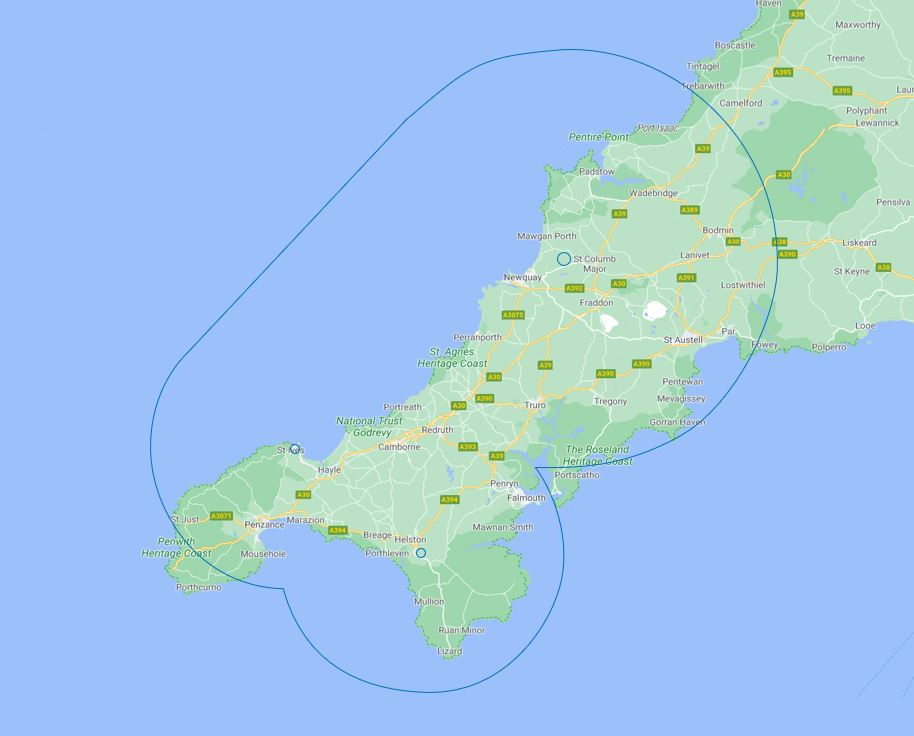 Haven
A39
Maxworthy
Boscastle
Tremaine
Tintagel
A395
Trebarwith
A395
Camelford
Polyphant
Lewannick
Port Isaac
Pentire Point
A39
Padstow
A30
Wadebridge
Pensilva
A39
A389
Bodmin
Mawgan Porth
A30
A38
Liskeard
Lanivet
A390
St Columb
Major
A38
St Keyne
Newquay
A391
A30
Lostwithiel
A392
Fraddon
A3075
Looe
Par
Perranporth
St Austell
Fowey
Polperro
St. Agnes
Heritage Coast
A39
A390
A390
A30
Pentewan
A390
Mevagissey
Tregony
A30
Truro
Portreath
National Trust
Godrevy
Gorran Haven
Redruth
Camborne
A393
St Ives
A39
The Roseland
Heritage Coast
Hayle
Portscatho
Penryn
A30
A394
Falmouth
St Just
A3071
Penzance
Marazion
A394
Mawnan Smith
Breage
Helston
Penwith
Heritage Coast
Mousehole
Porthleven
Porthcurno
Mullion
Ruan Minor
Lizard